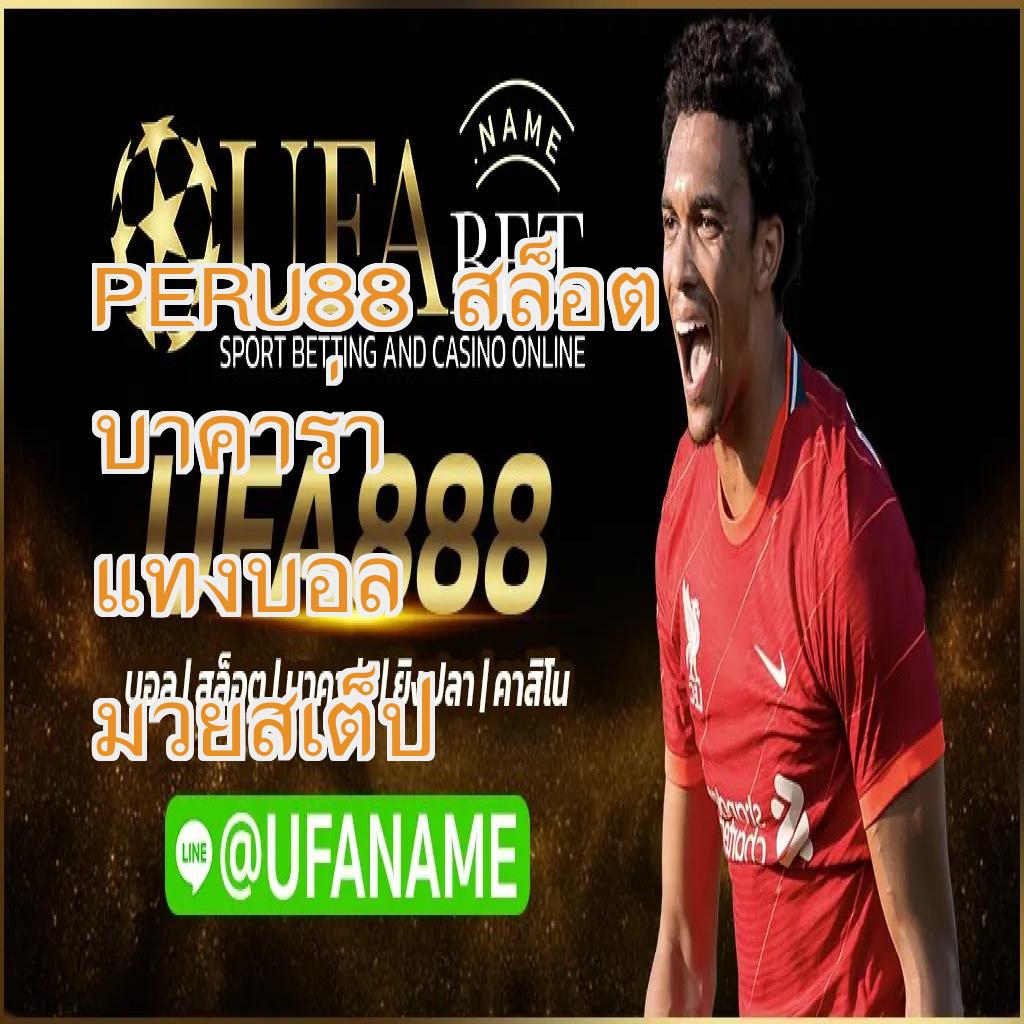 .NAME
UFABET
PERU88 สล็อต
SPORT BETTING AND CASINO ONLINE
บาคาร่า
UFA888
แทงบอล
บอล | สล็อต | บาคาร่า | ยิงปลา | คาสิโน
มวยสเต็ป
LINE @UFANAME